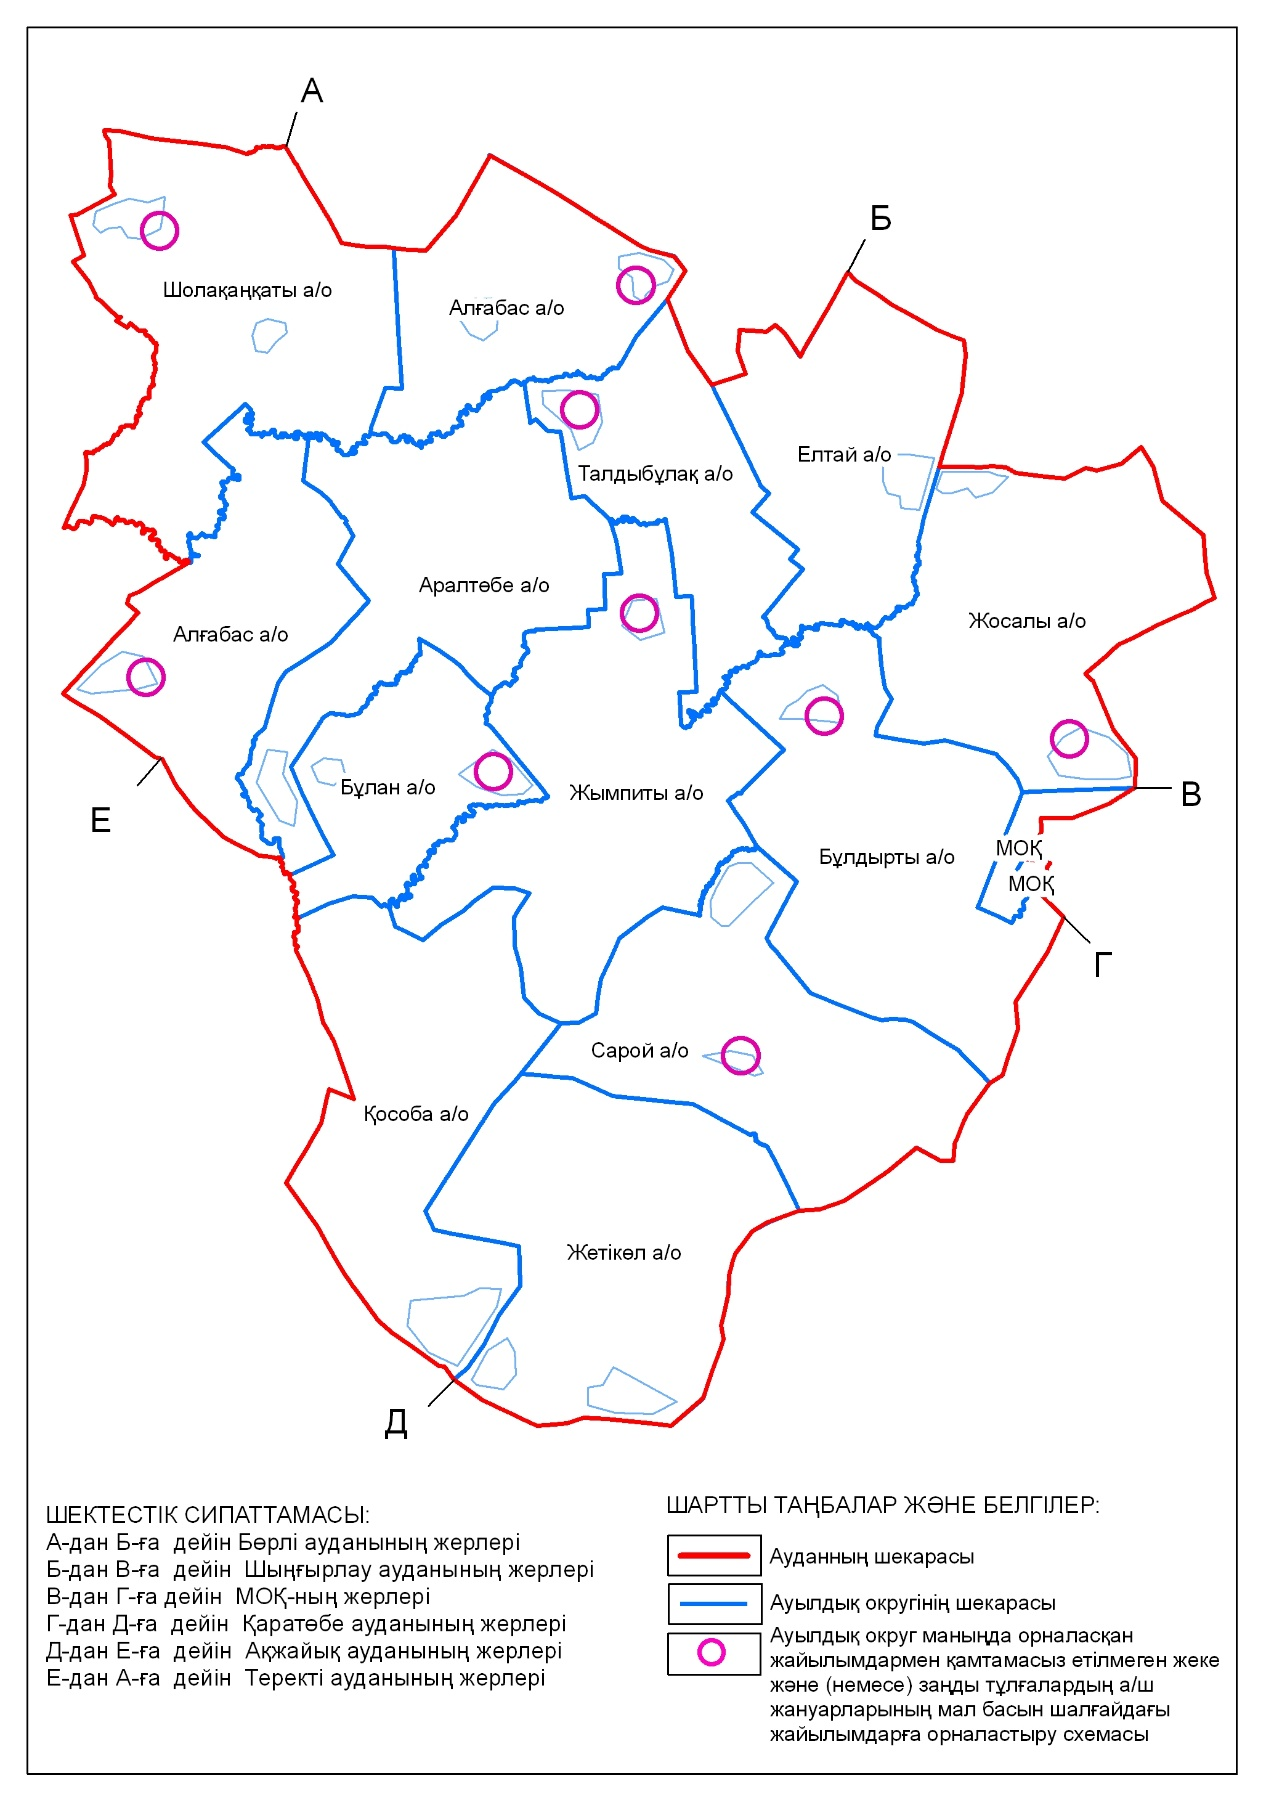 А
Б
Шолақаңқаты а/о
Алғабас а/о
Елтай а/о
Талдыбұлақ а/о
Аралтөбе а/о
Жосалы а/о
Алғабас а/о
Бұлан а/о
Жымпиты а/о
В
Е
МОҚ
Бұлдырты а/о
МОҚ
Г
Сарой а/о
Қособа а/о
Жетікөл а/о
Д
ШЕКТЕСТІК СИПАТТАМАСЫ:
А-дан Б-ға дейін Бөрлі ауданының жерлері
Б-дан В-ға дейін Шыңғырлау ауданының жерлері
В-дан Г-ға дейін МОҚ-ның жерлері
Г-дан Д-ға дейін Қаратөбе ауданының жерлері
Д-дан Е-ға дейін Ақжайық ауданының жерлері
Е-дан А-ға дейін Теректі ауданының жерлері
ШАРТТЫ ТАҢБАЛАР ЖӘНЕ БЕЛГІЛЕР:
Ауданның шекарасы
Ауылдық округінің шекарасы
Ауылдық округ маныңда орналасқан
жайылымдармен қамтамасыз етілмеген жеке
және (немесе) заңды тұлғалардың а/ш
жануарларының мал басын шалғайдағы
жайылымдарға орналастыру схемасы